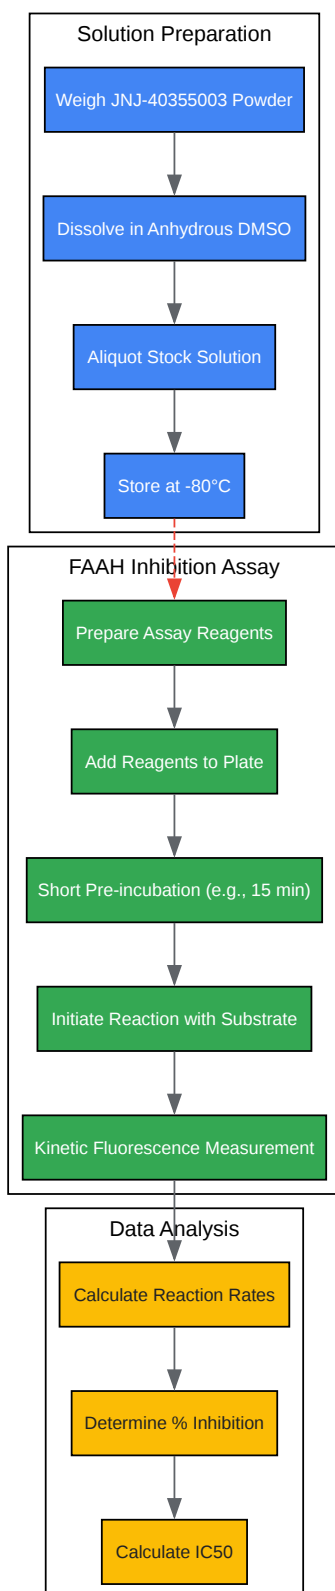 Solution Preparation
Weigh JNJ-40355003 Powder
Dissolve in Anhydrous DMSO
Aliquot Stock Solution
Store at -80°C
FAAH Inhibition Assay
Prepare Assay Reagents
Add Reagents to Plate
Short Pre-incubation (e.g., 15 min)
Initiate Reaction with Substrate
Kinetic Fluorescence Measurement
Data Analysis
Calculate Reaction Rates
Determine % Inhibition
Calculate IC50